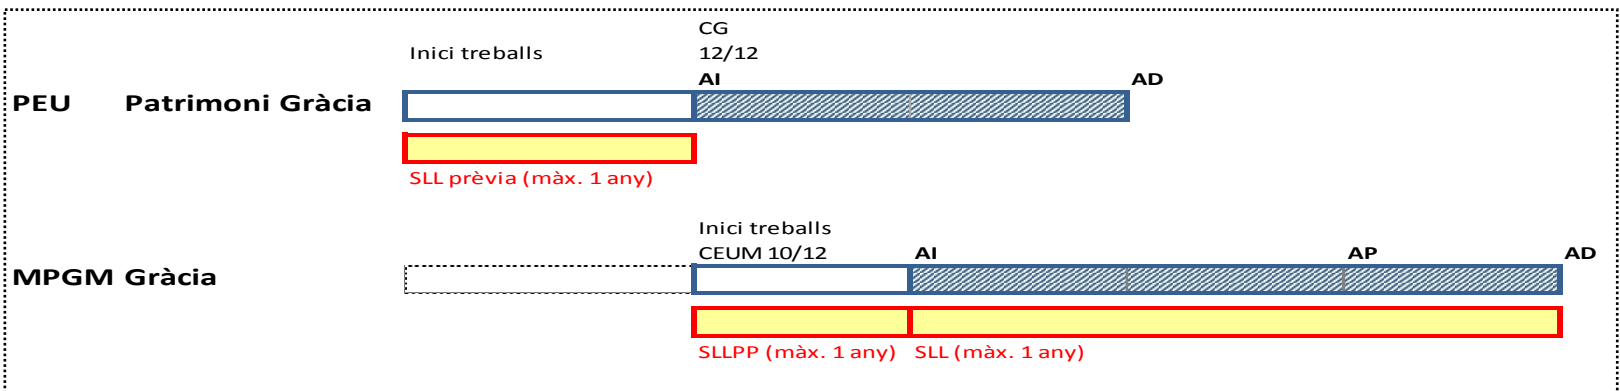 CG
Inici treballs 12/12
AI AD
PEU Patrimoni Gràcia
SLL prèvia (màx. 1 any)
Inici treballs
CEUM 10/12 AI AP AD
MPGM Gràcia
SLLPP (màx. 1 any) SLL (màx. 1 any)